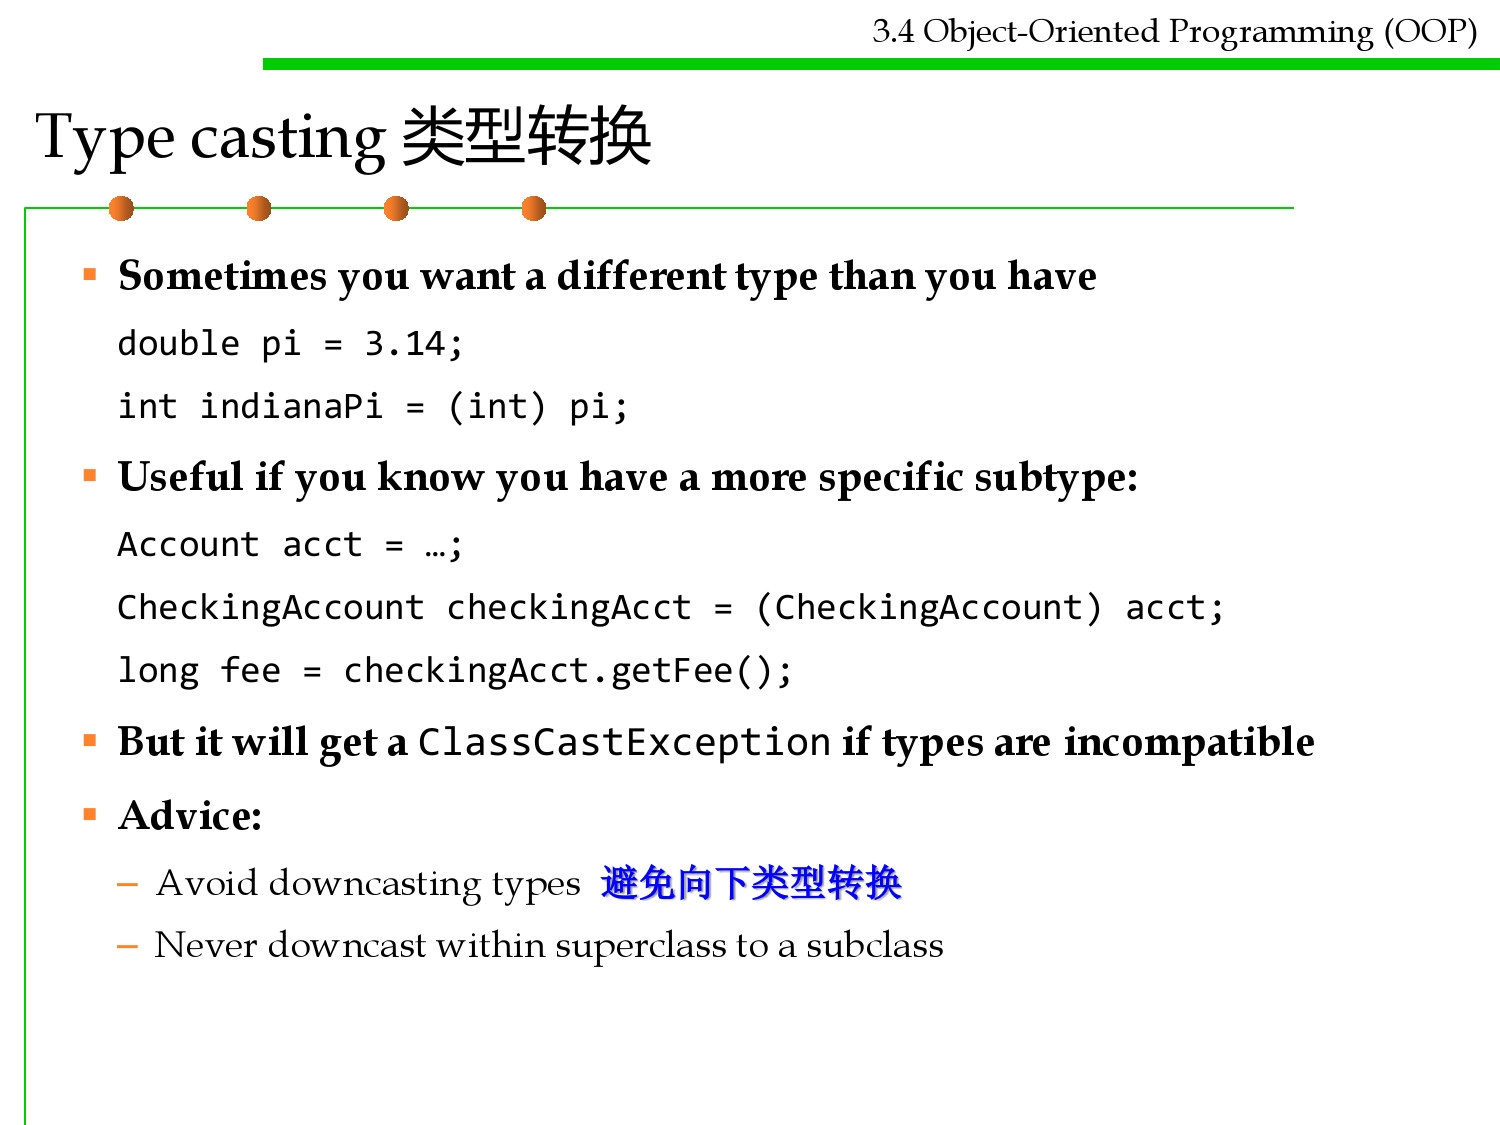 3.4 Object-Oriented Programming (OOP)
Type casting 类型转换
Sometimes you want a different type than you have
double pi = 3.14;
int indianaPi = (int) pi;
Useful if you know you have a more specific subtype:
Account acct = …;
CheckingAccount checkingAcct = (CheckingAccount) acct;
long fee = checkingAcct.getFee();
But it will get a ClassCastException if types are incompatible
Advice:
– Avoid downcasting types 避免向下类型转换
– Never downcast within superclass to a subclass